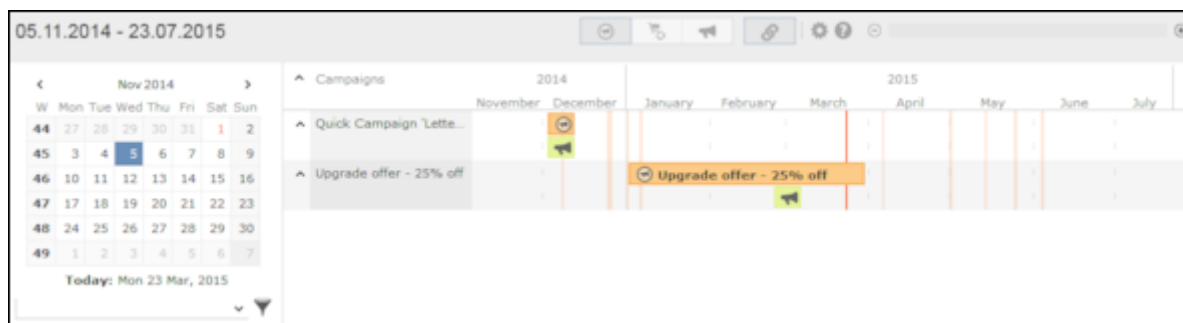 05.11.2014 - 23.07.2015
Nov 2014
W Mon Tue Wed Thu Fri Sat Sun
44 27 28 29 30 31 1 2
45 3 4 5 6 7 8 9
46 10 11 12 13 14 15 16
47 17 18 19 20 21 22 23
48 24 25 26 27 28 29 30
49 1 2 3 4 5 6 7
Today: Mon 23 Mar, 2015
Campaigns 2014 2015
November December January February March April May June July
Quick Campaign 'Lette...
Upgrade offer - 25% off Upgrade offer - 25% off